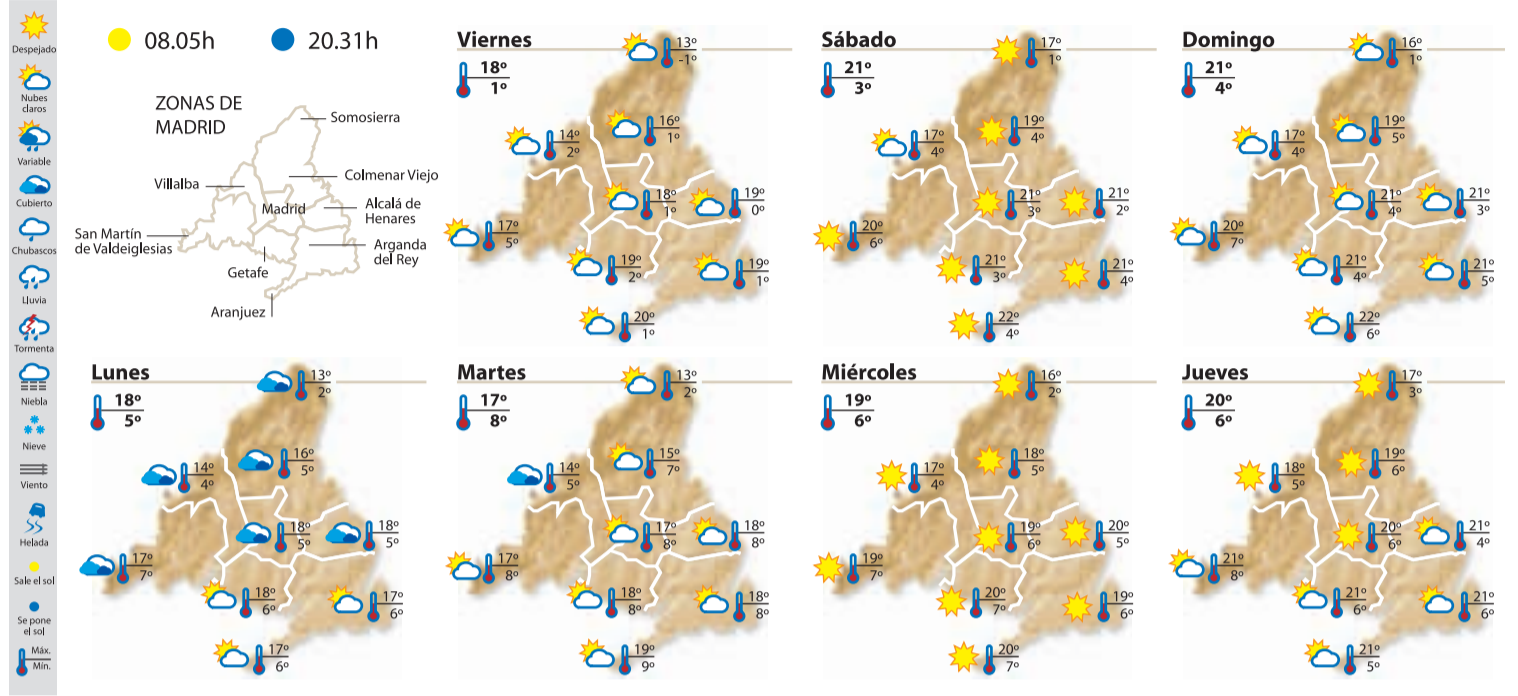 Despejado
Nubes
claros
Variable
Cubierto
Chubascos
Lluvia
Tormenta
Niebla
Nieve
Viento
Helada
Sale el sol
Se pone
el sol
Máx.
Mín.
08.05h
20.31h
ZONAS DE
MADRID
Somosierra
Colmenar Viejo
Villalba
Madrid
Alcalá de
Henares
San Martín
de Valdeiglesias
Arganda
del Rey
Getafe
Aranjuez
Viernes
18º
1º
13º
-1º
16º
1º
14º
2º
18º
1º
19º
0º
17º
5º
19º
2º
19º
1º
20º
1º
Sábado
21º
3º
17º
1º
19º
4º
17º
4º
21º
3º
21º
2º
20º
6º
21º
3º
21º
4º
22º
4º
Domingo
21º
4º
16º
1º
19º
5º
17º
4º
21º
4º
21º
3º
20º
7º
21º
4º
21º
5º
22º
6º
Lunes
18º
5º
13º
2º
16º
5º
14º
4º
18º
5º
18º
5º
17º
7º
18º
6º
17º
6º
17º
6º
Martes
17º
8º
13º
2º
15º
7º
14º
5º
17º
8º
18º
8º
17º
8º
18º
8º
18º
8º
19º
9º
Miércoles
19º
6º
16º
2º
18º
5º
17º
4º
19º
6º
20º
5º
19º
7º
20º
7º
19º
6º
20º
7º
Jueves
20º
6º
17º
3º
19º
6º
18º
5º
20º
6º
21º
4º
21º
8º
21º
6º
21º
6º
21º
5º